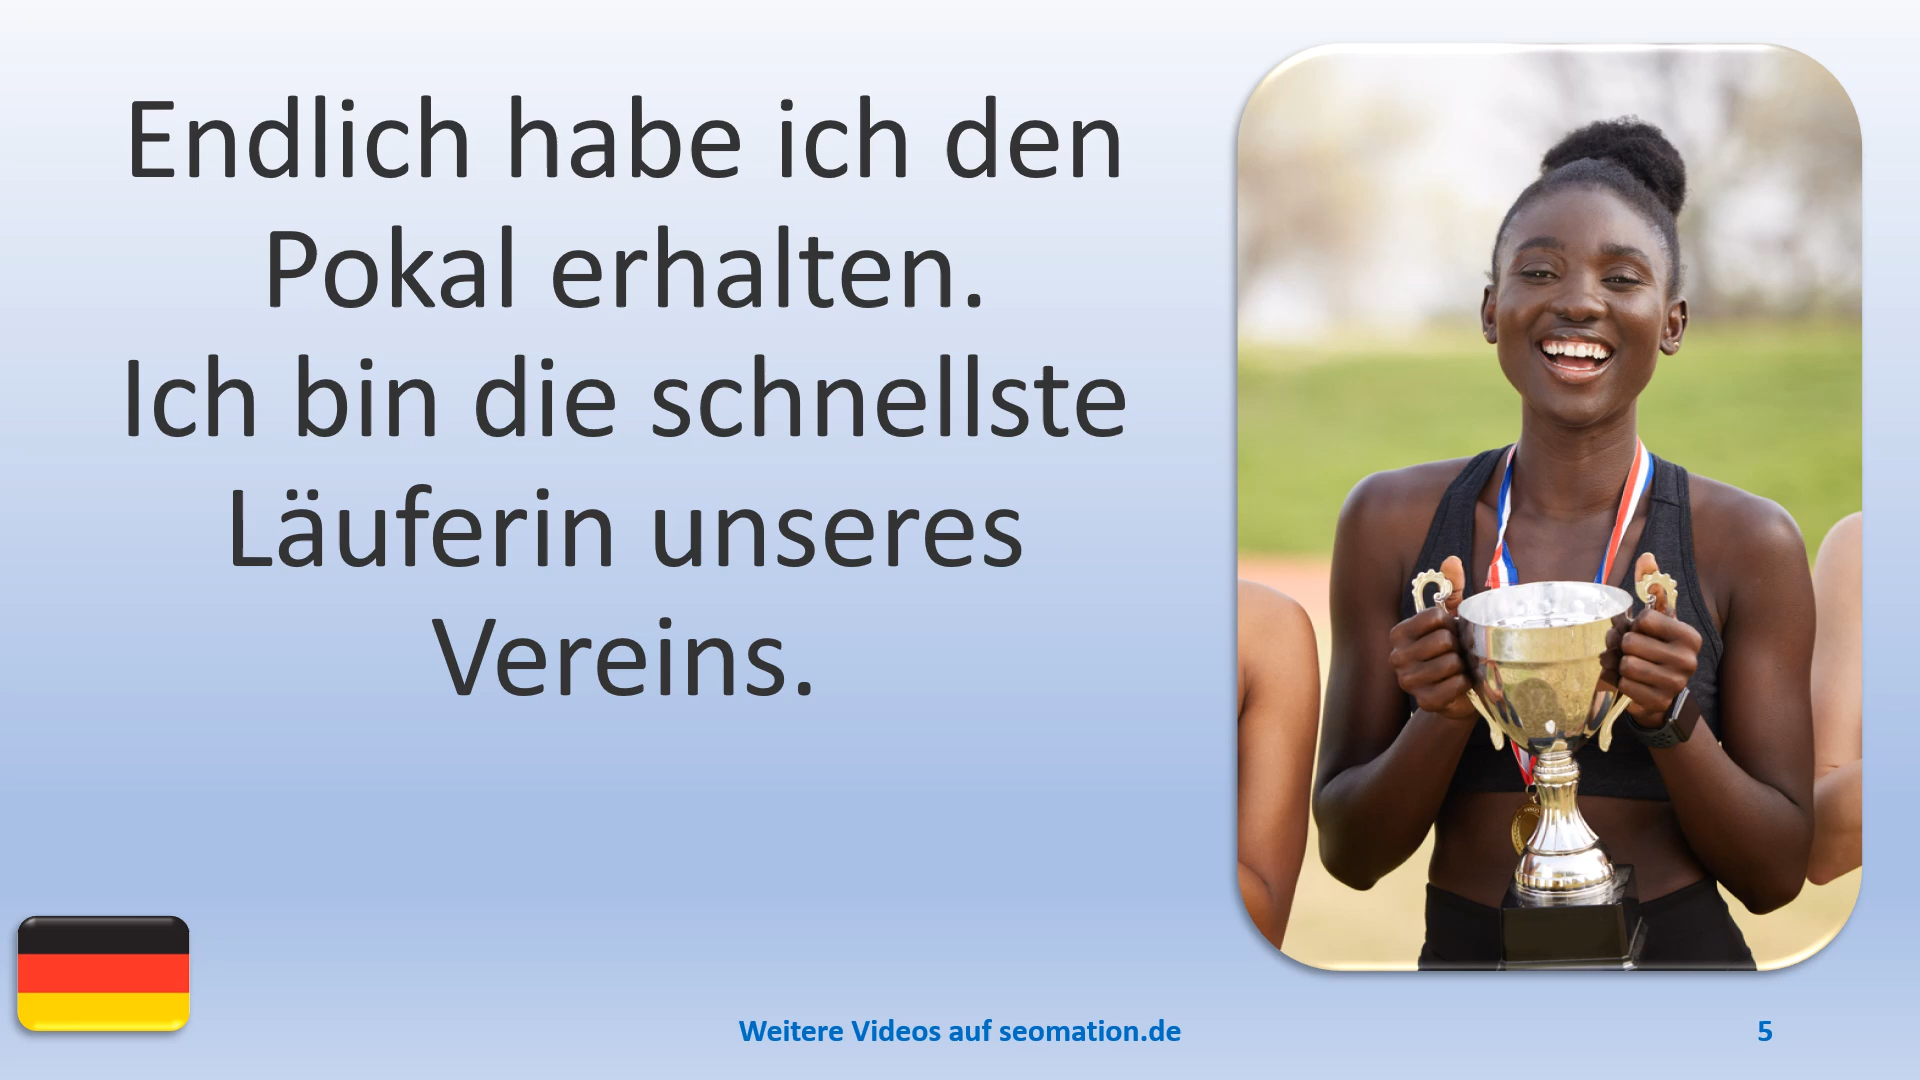 Endlich habe ich den
Pokal erhalten.
Ich bin die schnellste
Läuferin unseres
Vereins.
Weitere Videos auf seomation.de
5